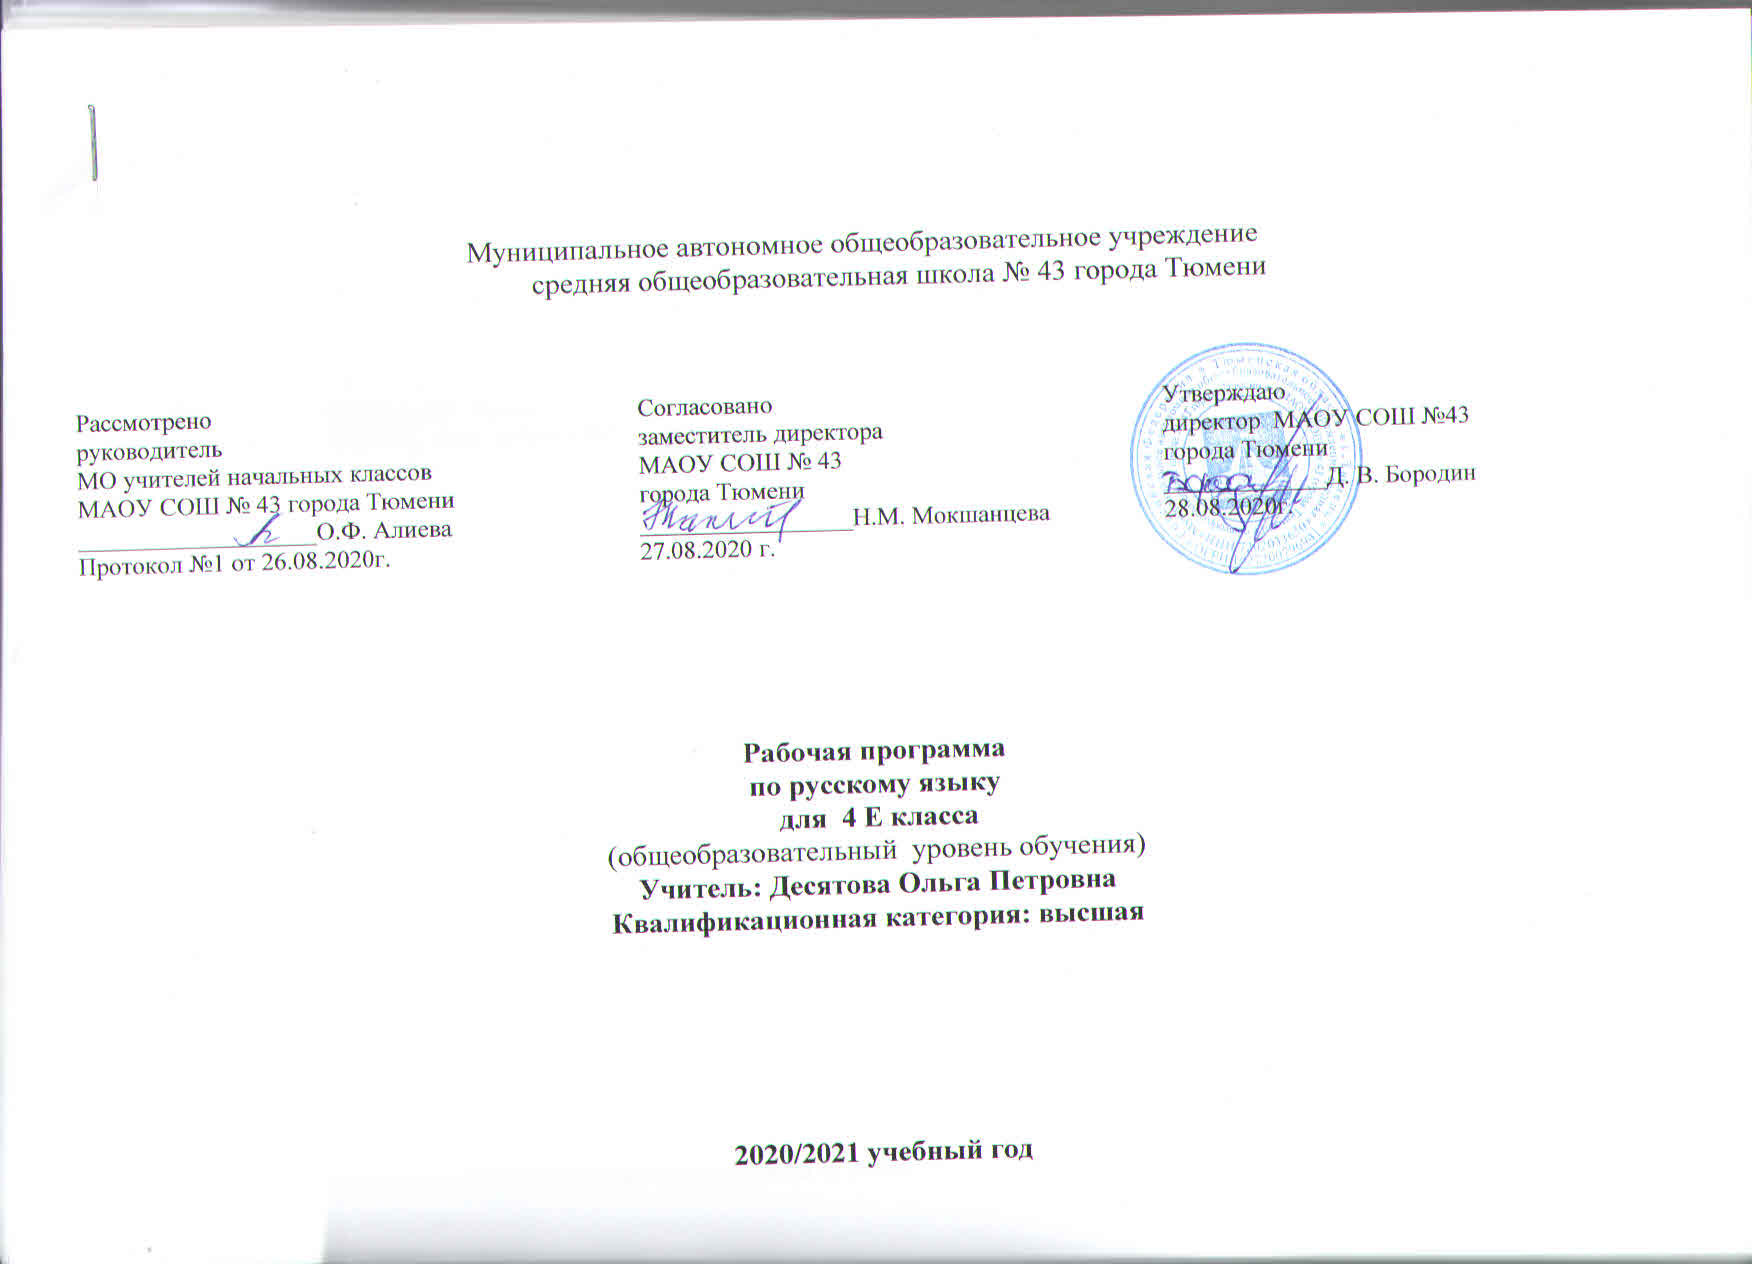 Муниципальное автономное общеобразовательное учреждение
средняя общеобразовательная школа № 43 города Тюмени
Рассмотрено
руководитель
МО учителей начальных классов
МАОУ СОШ № 43 города Тюмени
____________________О.Ф. Алиева
Протокол №1 от 26.08.2020г.
Согласовано
заместитель директора
МАОУ СОШ № 43
города Тюмени
__________________Н.М. Мокшанцева
27.08.2020 г.
Утверждаю
директор МАОУ СОШ №43
города Тюмени
______________Д. В. Бородин
28.08.2020г.
Рабочая программа
по русскому языку
для 4 Е класса
(общеобразовательный уровень обучения)
Учитель: Десятова Ольга Петровна
Квалификационная категория: высшая
2020/2021 учебный год